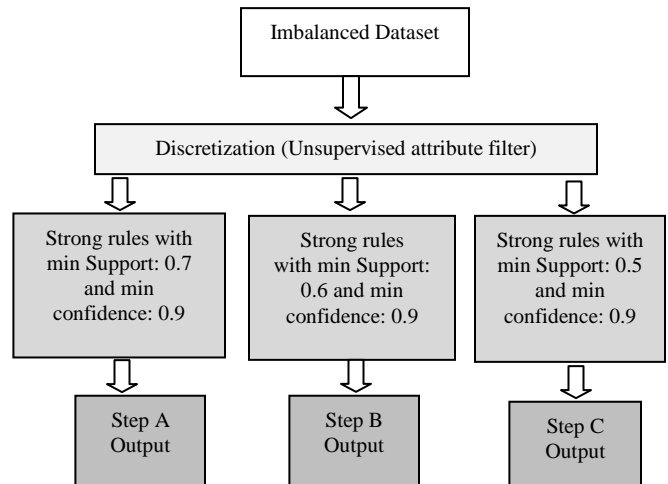 Imbalanced Dataset
Discretization (Unsupervised attribute filter)
Strong rules with
min Support: 0.7
and min
confidence: 0.9
Strong rules
with min Support:
0.6 and min
confidence: 0.9
Strong rules with
min Support: 0.5
and min
confidence: 0.9
Step A
Output
Step B
Output
Step C
Output